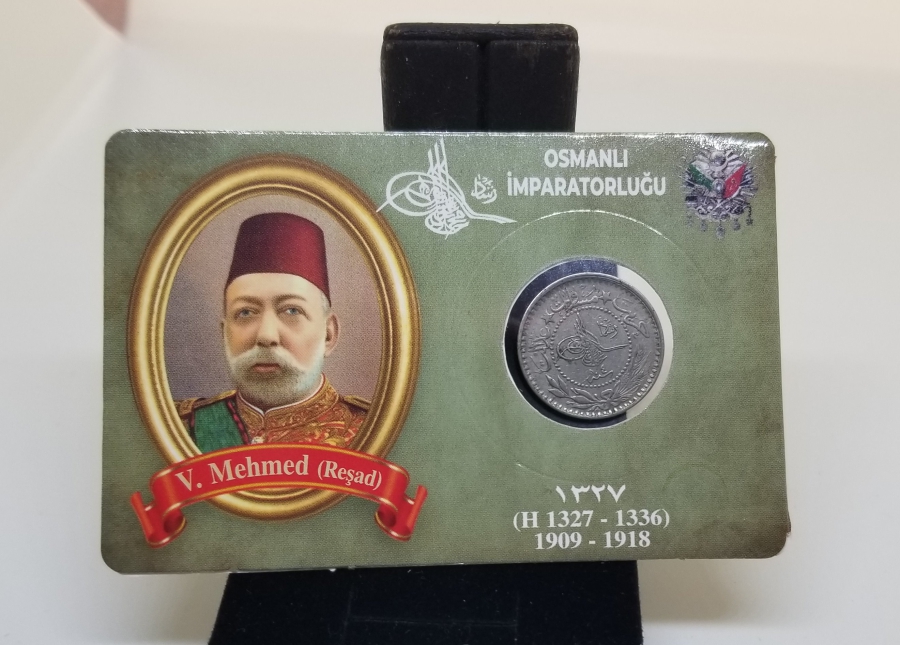 OSMANLI
İMPARATORLUĞU
V. Mehmed (Reşad)
١٣٢٧
(H 1327 - 1336)
1909 - 1918